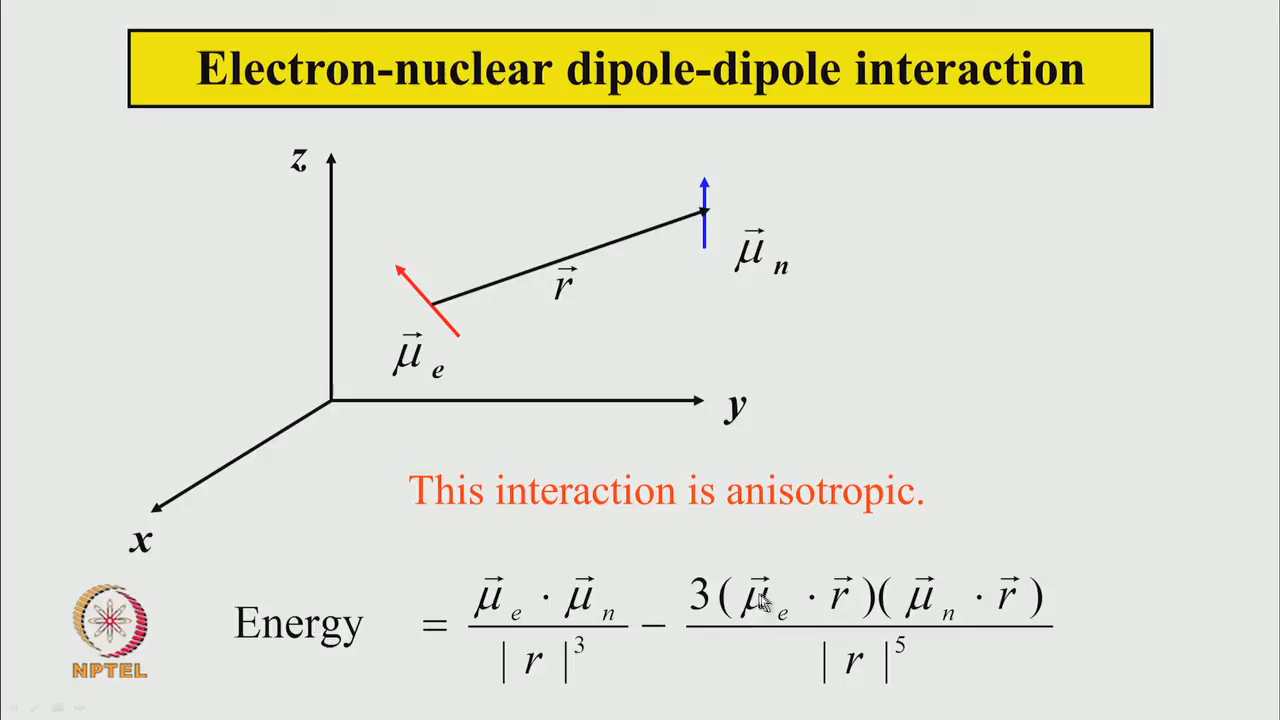 Electron-nuclear dipole-dipole interaction
z
μ⃗ n
r⃗
μ⃗ e
y
This interaction is anisotropic.
x
Energy = μ⃗ e · μ⃗ n / | r |³ − 3 ( μ⃗ e · r⃗ )( μ⃗ n · r⃗ ) / | r |⁵
NPTEL